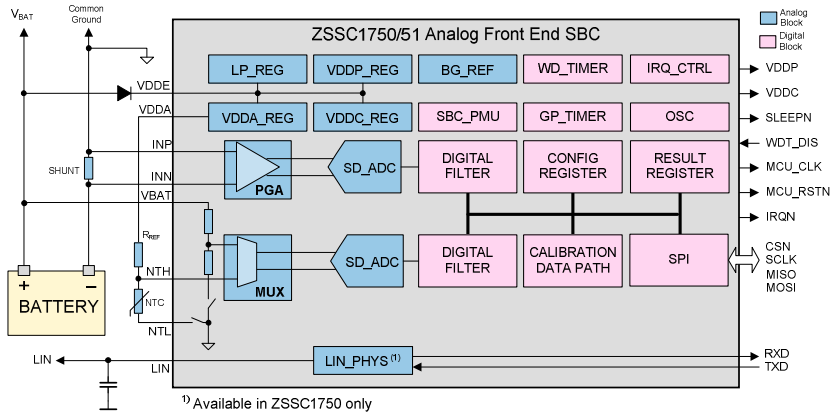 V BAT
Common
Ground
ZSSC1750/51 Analog Front End SBC
Analog
Block
Digital
Block
LP_REG
VDDP_REG
BG_REF
WD_TIMER
IRQ_CTRL
VDDP
VDDE
VDDC
VDDA
VDDA_REG
VDDC_REG
SBC_PMU
GP_TIMER
OSC
SLEEPN
INP
WDT_DIS
SHUNT
PGA
SD_ADC
DIGITAL
FILTER
CONFIG
REGISTER
RESULT
REGISTER
MCU_CLK
INN
MCU_RSTN
VBAT
IRQN
RREF
MUX
SD_ADC
DIGITAL
FILTER
CALIBRATION
DATA PATH
SPI
CSN
SCLK
MISO
MOSI
NTH
+
–
BATTERY
NTC
NTL
LIN
LIN
LIN_PHYS (1)
RXD
TXD
1) Available in ZSSC1750 only